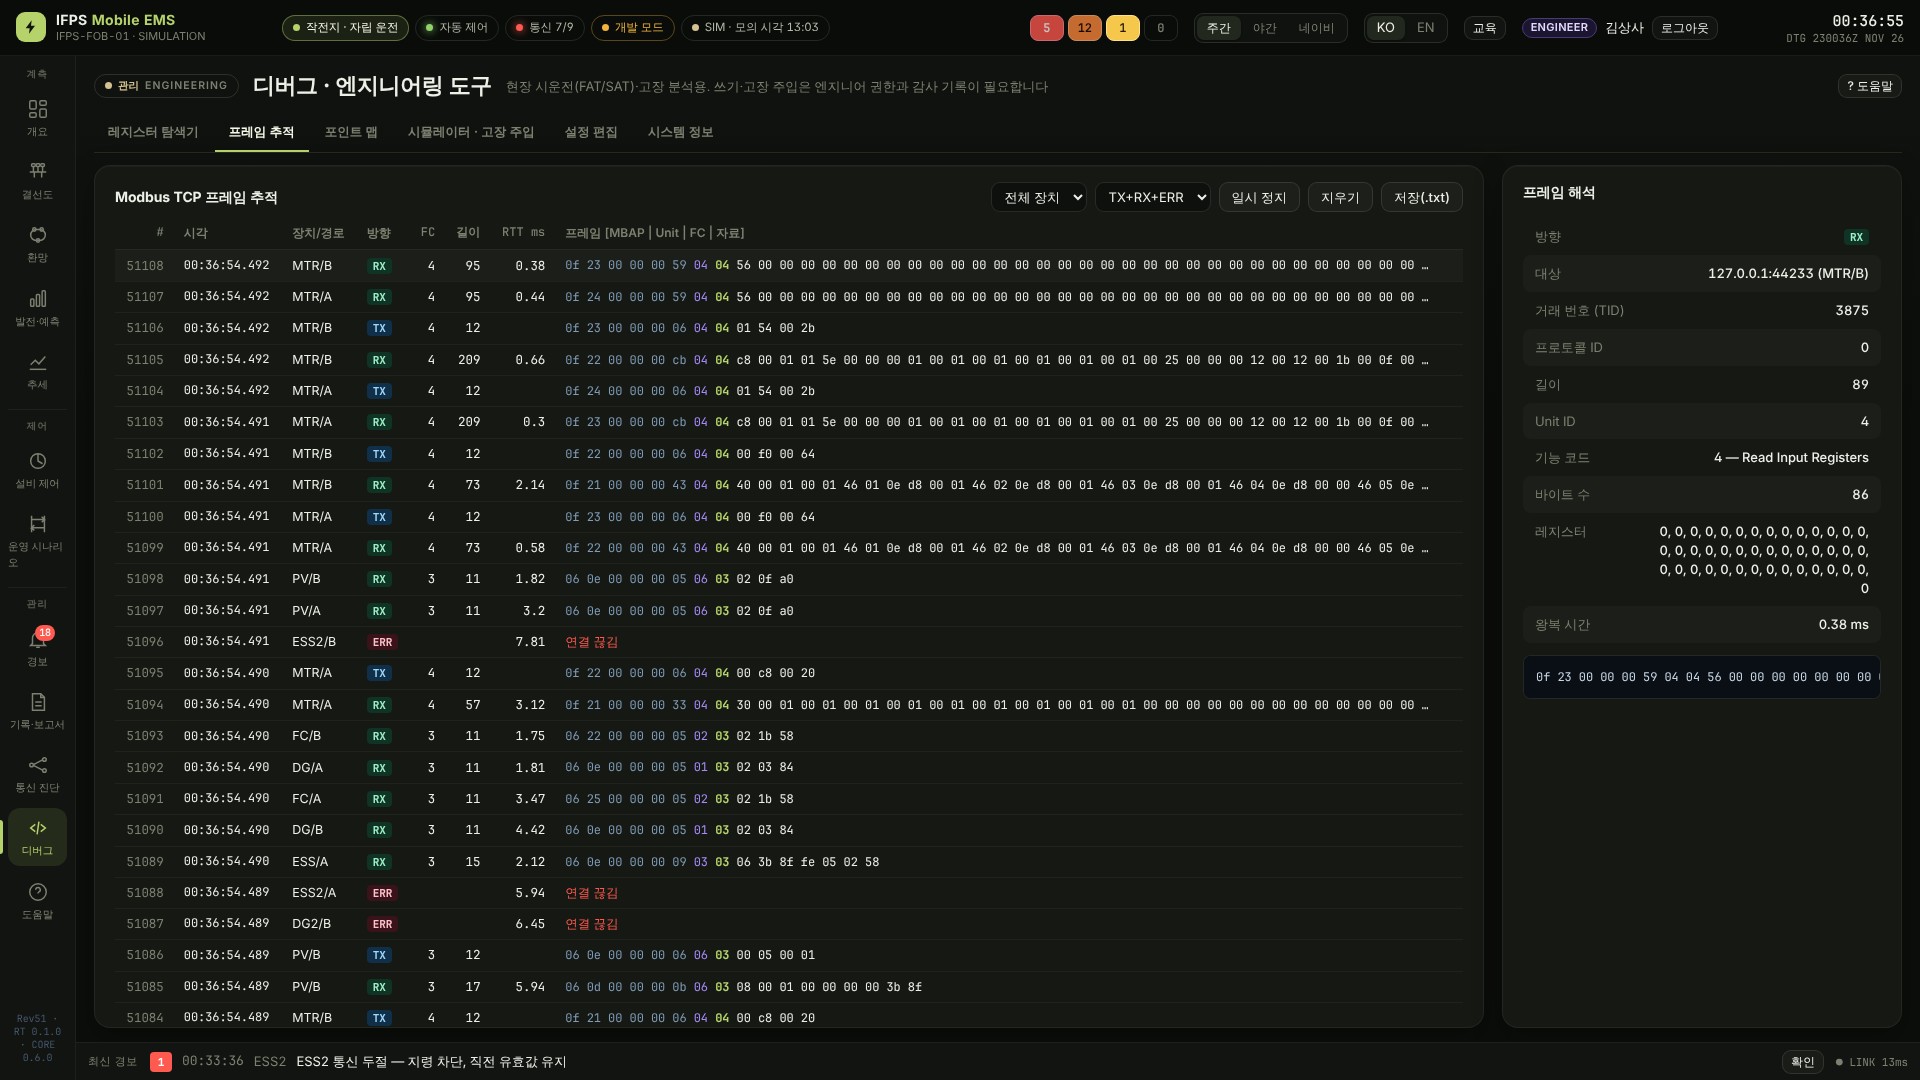 IFPS Mobile EMS
IFPS-FOB-01 · SIMULATION
작전지 · 자립 운전
자동 제어
통신 7/9
개발 모드
SIM · 모의 시각 13:03
5 12 1 0
주간 야간 네이비
KO EN
교육
ENGINEER 김상사 로그아웃
00:36:55
DTG 230036Z NOV 26
계측
개요
결선도
환망
발전·예측
추세
제어
설비 제어
운영 시나리오
관리
18
경보
기록·보고서
통신 진단
디버그
도움말
RevS1 · RT 0.1.0 · CORE 0.6.0
관리 ENGINEERING
디버그 · 엔지니어링 도구
현장 시운전(FAT/SAT)·고장 분석용. 쓰기·고장 주입은 엔지니어 권한과 감사 기록이 필요합니다
? 도움말
레지스터 탐색기 프레임 추적 포인트 맵 시뮬레이터 · 고장 주입 설정 편집 시스템 정보
Modbus TCP 프레임 추적
전체 장치 TX+RX+ERR 일시 정지 지우기 저장(.txt)
# 시각 장치/경로 방향 FC 길이 RTT ms 프레임 [MBAP | Unit | FC | 자료]
51108 00:36:54.492 MTR/B RX 4 95 0.38 0f 23 00 00 00 59 04 04 56 00 00 00 00 00 00 00 00 00 00 00 00 00 00 00 00 00 00 00 00 00 00 00 00 00 00 00 00 00 00 00 …
51107 00:36:54.492 MTR/A RX 4 95 0.44 0f 24 00 00 00 59 04 04 56 00 00 00 00 00 00 00 00 00 00 00 00 00 00 00 00 00 00 00 00 00 00 00 00 00 00 00 00 00 00 00 …
51106 00:36:54.492 MTR/B TX 4 12 0f 23 00 00 00 06 04 04 01 54 00 2b
51105 00:36:54.492 MTR/B RX 4 209 0.66 0f 22 00 00 00 cb 04 04 c8 00 01 01 5e 00 00 00 01 00 01 00 01 00 01 00 01 00 01 00 25 00 00 00 12 00 12 00 1b 00 0f 00 …
51104 00:36:54.492 MTR/A TX 4 12 0f 24 00 00 00 06 04 04 01 54 00 2b
51103 00:36:54.491 MTR/A RX 4 209 0.3 0f 23 00 00 00 cb 04 04 c8 00 01 01 5e 00 00 00 01 00 01 00 01 00 01 00 01 00 01 00 25 00 00 00 12 00 12 00 1b 00 0f 00 …
51102 00:36:54.491 MTR/B TX 4 12 0f 22 00 00 00 06 04 04 00 f0 00 64
51101 00:36:54.491 MTR/B RX 4 73 2.14 0f 21 00 00 00 43 04 04 40 00 01 00 01 46 01 0e d8 00 01 46 02 0e d8 00 01 46 03 0e d8 00 01 46 04 0e d8 00 00 46 05 0e …
51100 00:36:54.491 MTR/A TX 4 12 0f 23 00 00 00 06 04 04 00 f0 00 64
51099 00:36:54.491 MTR/A RX 4 73 0.58 0f 22 00 00 00 43 04 04 40 00 01 00 01 46 01 0e d8 00 01 46 02 0e d8 00 01 46 03 0e d8 00 01 46 04 0e d8 00 00 46 05 0e …
51098 00:36:54.491 PV/B RX 3 11 1.82 06 0e 00 00 00 05 06 03 02 0f a0
51097 00:36:54.491 PV/A RX 3 11 3.2 06 0e 00 00 00 05 06 03 02 0f a0
51096 00:36:54.491 ESS2/B ERR 7.81 연결 끊김
51095 00:36:54.490 MTR/A TX 4 12 0f 22 00 00 00 06 04 04 00 c8 00 20
51094 00:36:54.490 MTR/A RX 4 57 3.12 0f 21 00 00 00 33 04 04 30 00 01 00 01 00 01 00 01 00 01 00 01 00 01 00 01 00 01 00 00 00 00 00 00 00 00 00 00 00 00 00 …
51093 00:36:54.490 FC/B RX 3 11 1.75 06 22 00 00 00 05 02 03 02 1b 58
51092 00:36:54.490 DG/A RX 3 11 1.81 06 0e 00 00 00 05 01 03 02 03 84
51091 00:36:54.490 FC/A RX 3 11 3.47 06 25 00 00 00 05 02 03 02 1b 58
51090 00:36:54.490 DG/B RX 3 11 4.42 06 0e 00 00 00 05 01 03 02 03 84
51089 00:36:54.490 ESS/A RX 3 15 2.12 06 0e 00 00 00 09 03 03 06 3b 8f fe 05 02 58
51088 00:36:54.489 ESS2/A ERR 5.94 연결 끊김
51087 00:36:54.489 DG2/B ERR 6.45 연결 끊김
51086 00:36:54.489 PV/B TX 3 12 06 0e 00 00 00 06 06 03 00 05 00 01
51085 00:36:54.489 PV/B RX 3 17 5.94 06 0d 00 00 00 0b 06 03 08 00 01 00 00 00 00 3b 8f
51084 00:36:54.489 MTR/B TX 4 12 0f 21 00 00 00 06 04 04 00 c8 00 20
프레임 해석
방향 RX
대상 127.0.0.1:44233 (MTR/B)
거래 번호 (TID) 3875
프로토콜 ID 0
길이 89
Unit ID 4
기능 코드 4 — Read Input Registers
바이트 수 86
레지스터 0, 0, 0, 0, 0, 0, 0, 0, 0, 0, 0, 0, 0, 0,
0, 0, 0, 0, 0, 0, 0, 0, 0, 0, 0, 0, 0, 0,
0, 0, 0, 0, 0, 0, 0, 0, 0, 0, 0, 0, 0, 0,
0
왕복 시간 0.38 ms
0f 23 00 00 00 59 04 04 56 00 00 00 00 00 00 00
최신 경보 1 00:33:36 ESS2 ESS2 통신 두절 — 지령 차단, 직전 유효값 유지
확인 LINK 13ms